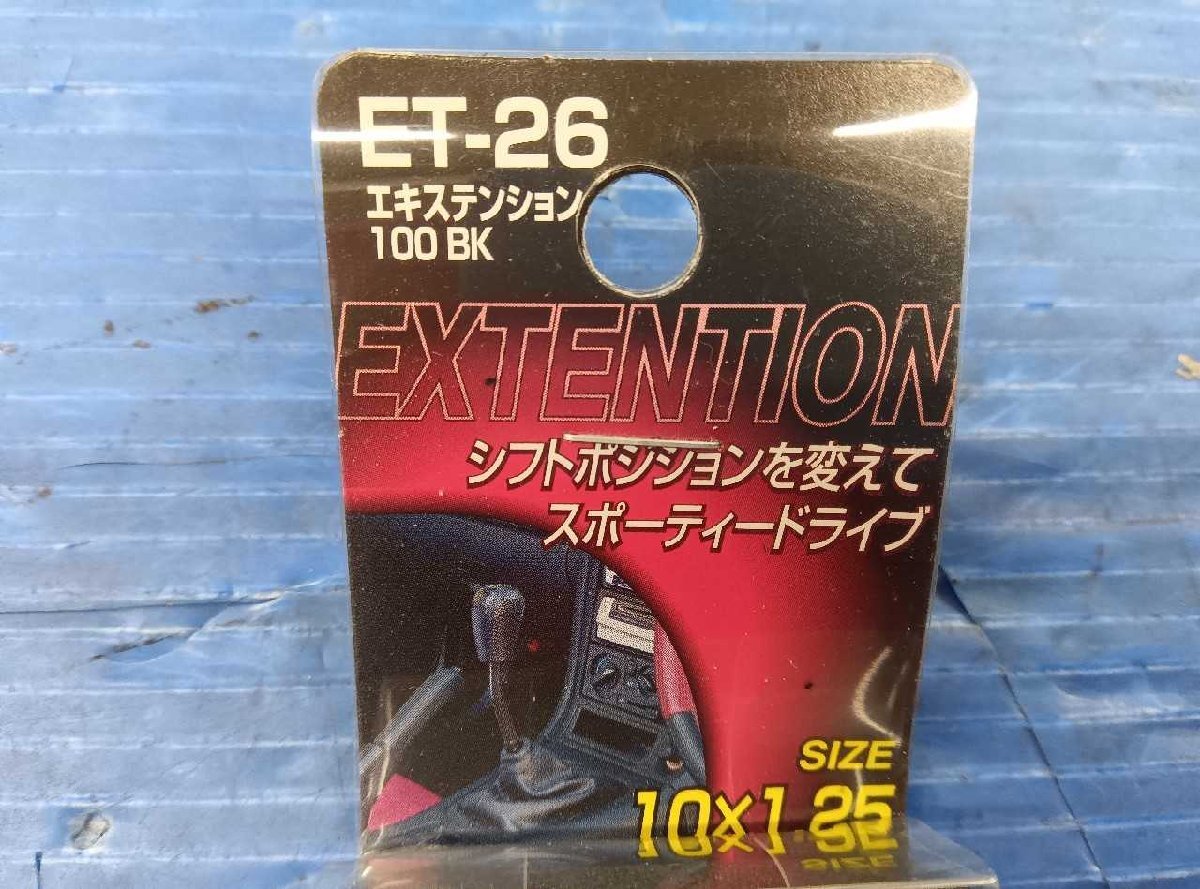 ET-26
エキステンション
100 BK
EXTENTION
シフトポジションを変えて
スポーティードライブ
SIZE
10×1.25